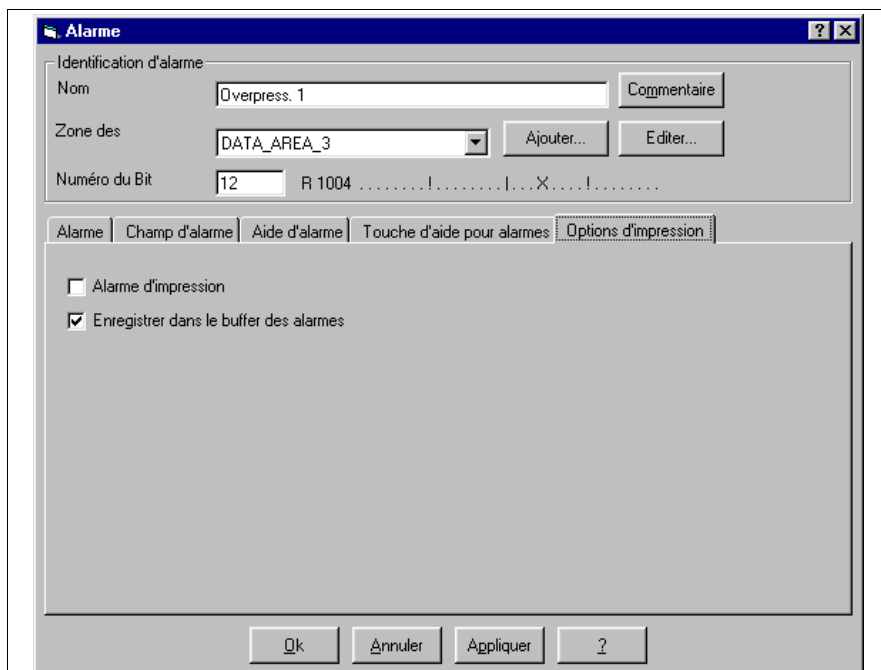 Alarme
Identification d'alarme
Nom
Overpress. 1
Commentaire
Zone des
DATA_AREA_3
Ajouter...
Editer...
Numéro du Bit
12
R 1004 ........!........|...X....!........
Alarme
Champ d'alarme
Aide d'alarme
Touche d'aide pour alarmes
Options d'impression
Alarme d'impression
Enregistrer dans le buffer des alarmes
Ok
Annuler
Appliquer
?